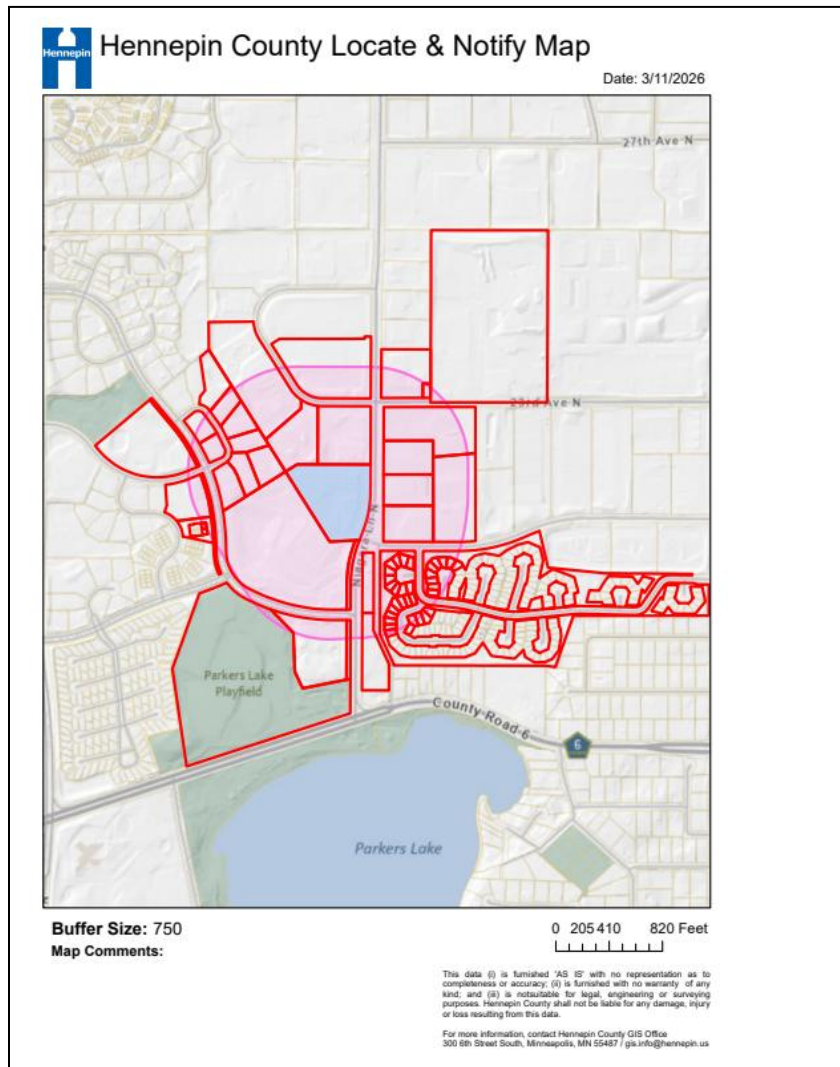 Hennepin
Hennepin County Locate & Notify Map
Date: 3/11/2026
27th Ave N
23rd Ave N
Niagara Ln N
Parkers Lake
Playfield
County Road 6
6
Parkers Lake
Buffer Size: 750
Map Comments:
0 205 410 820 Feet
This data (i) is furnished 'AS IS' with no representation as to
completeness or accuracy; (ii) is furnished with no warranty of any
kind; and (iii) is notsuitable for legal, engineering or surveying
purposes. Hennepin County shall not be liable for any damage, injury
or loss resulting from this data.
For more information, contact Hennepin County GIS Office
300 6th Street South, Minneapolis, MN 55487 / gis.info@hennepin.us